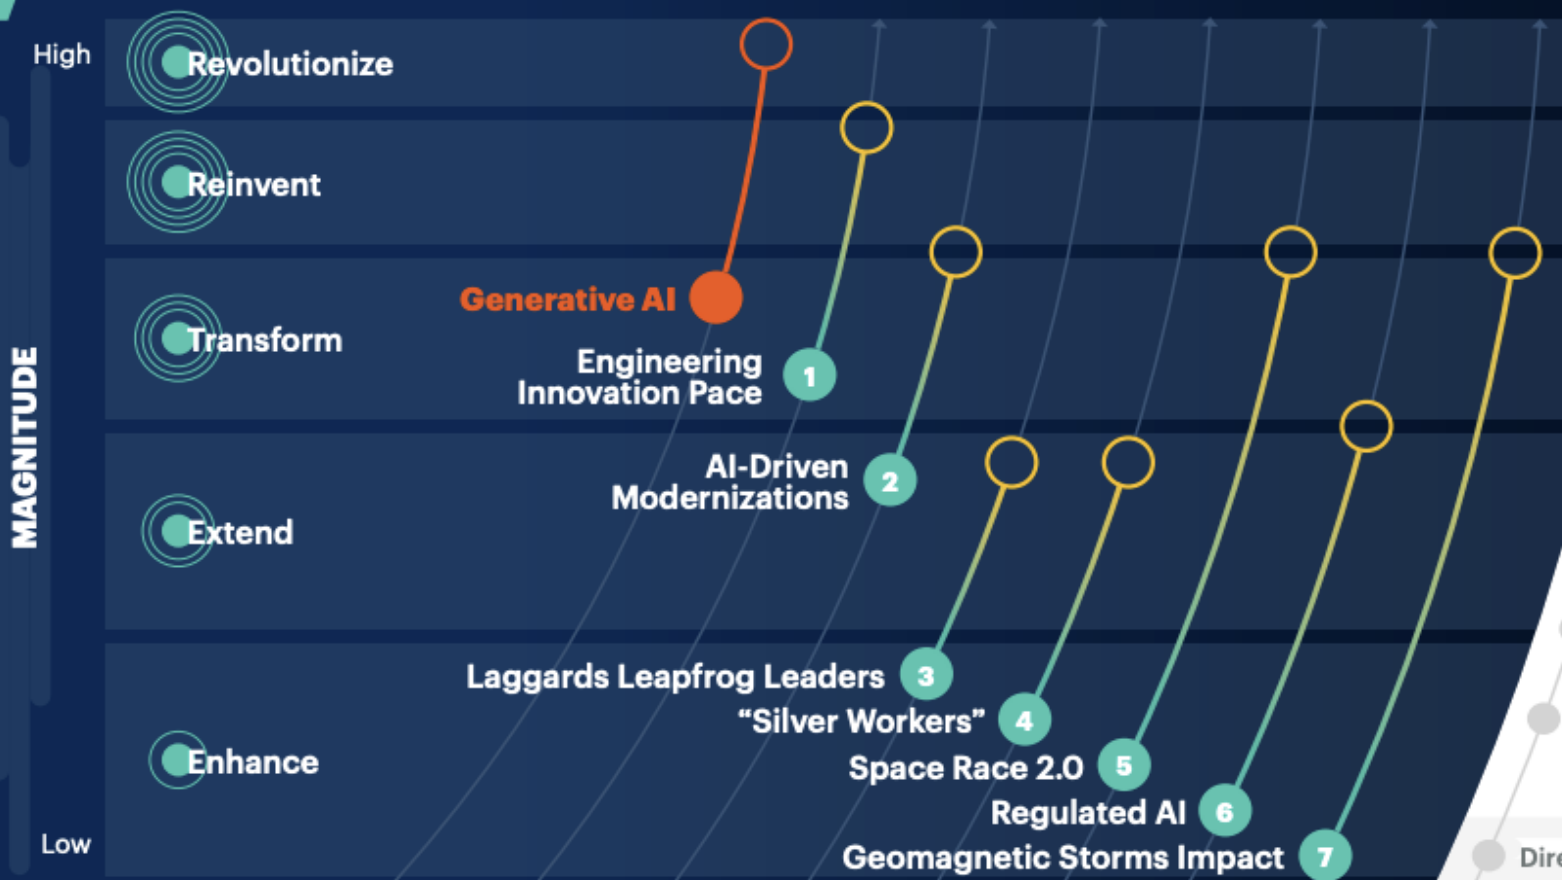 High
Revolutionize
Reinvent
Generative AI
Transform
Engineering
Innovation Pace
1
MAGNITUDE
AI-Driven
Modernizations
2
Extend
Laggards Leapfrog Leaders
3
“Silver Workers”
4
Enhance
Space Race 2.0
5
Regulated AI
6
Low
Geomagnetic Storms Impact
7
Dire